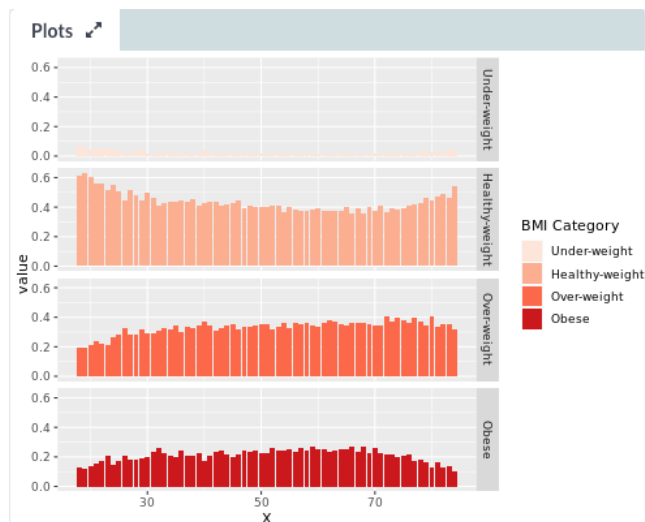 Plots
0.6
0.4
0.2
0.0
Under-weight
0.6
0.4
0.2
0.0
Healthy-weight
0.6
0.4
0.2
0.0
Over-weight
0.6
0.4
0.2
0.0
Obese
value
30 50 70
x
BMI Category
Under-weight
Healthy-weight
Over-weight
Obese